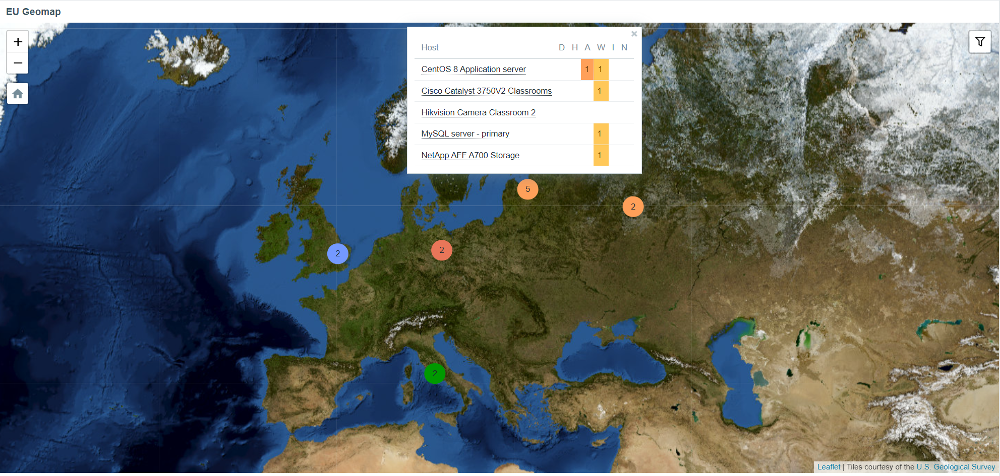 EU Geomap
+
−
Host D H A W I N
CentOS 8 Application server 1 1
Cisco Catalyst 3750V2 Classrooms 1
Hikvision Camera Classroom 2
MySQL server - primary 1
NetApp AFF A700 Storage 1
5
2
2
2
2
Leaflet | Tiles courtesy of the U.S. Geological Survey